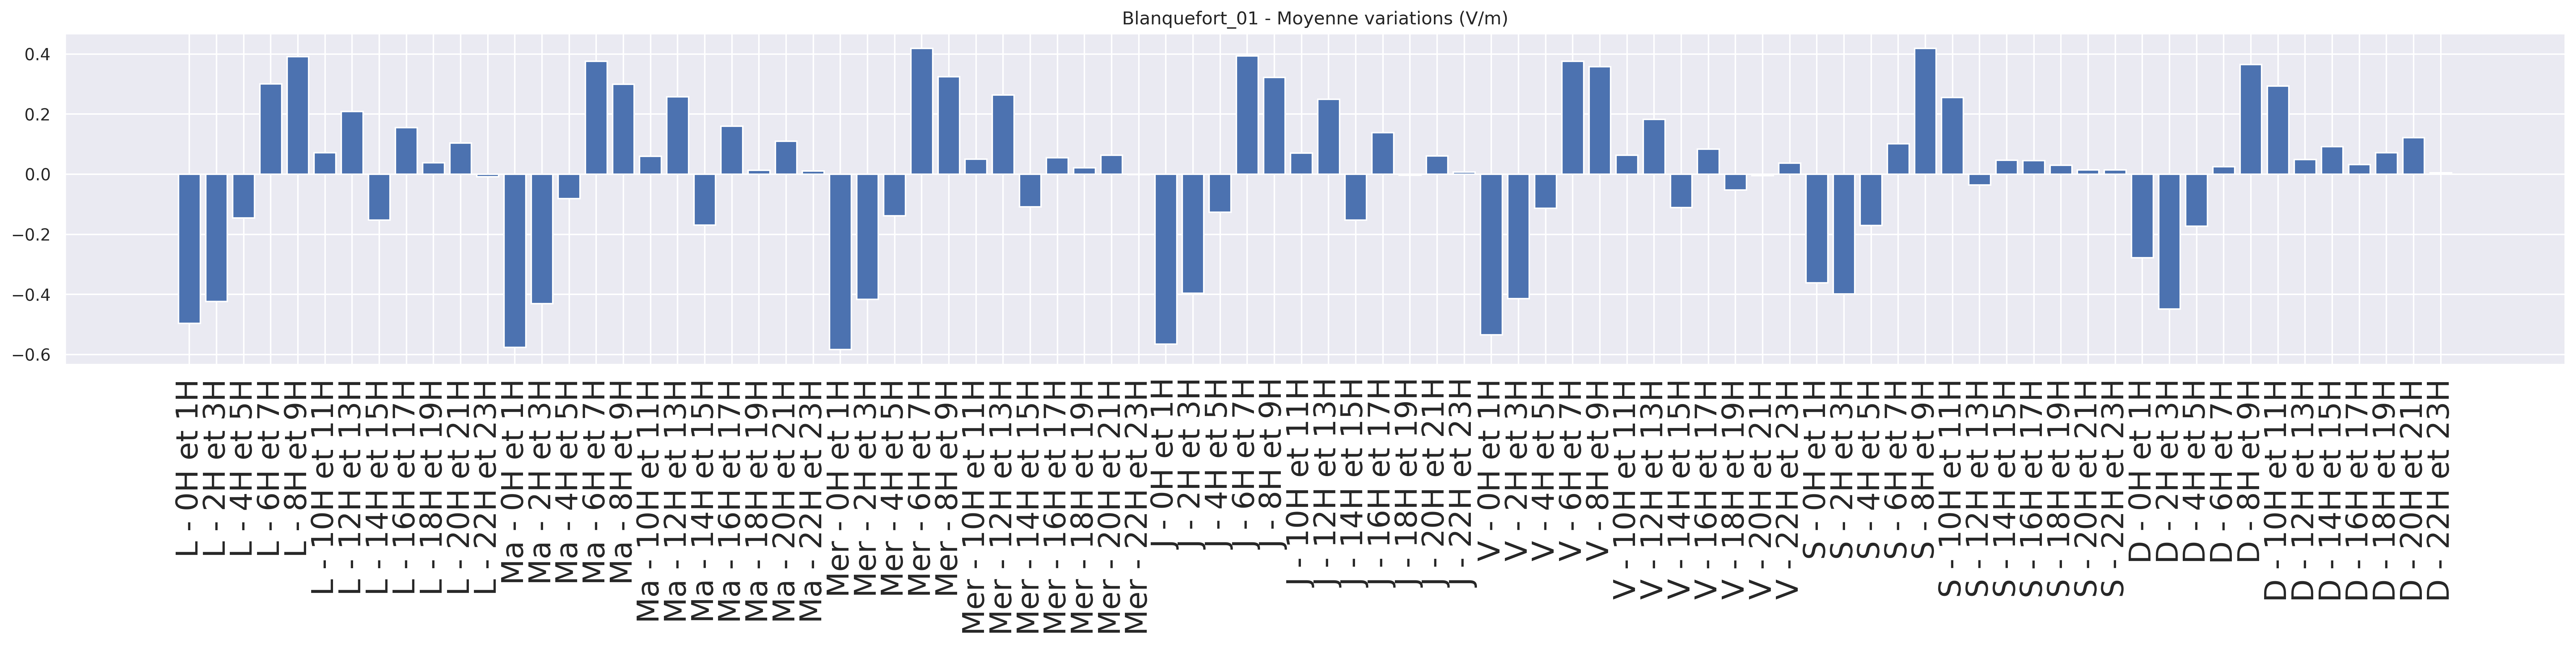 Blanquefort_01 - Moyenne variations (V/m)
0.4
0.2
0.0
−0.2
−0.4
−0.6
L - 0H et 1H
L - 2H et 3H
L - 4H et 5H
L - 6H et 7H
L - 8H et 9H
L - 10H et 11H
L - 12H et 13H
L - 14H et 15H
L - 16H et 17H
L - 18H et 19H
L - 20H et 21H
L - 22H et 23H
Ma - 0H et 1H
Ma - 2H et 3H
Ma - 4H et 5H
Ma - 6H et 7H
Ma - 8H et 9H
Ma - 10H et 11H
Ma - 12H et 13H
Ma - 14H et 15H
Ma - 16H et 17H
Ma - 18H et 19H
Ma - 20H et 21H
Ma - 22H et 23H
Mer - 0H et 1H
Mer - 2H et 3H
Mer - 4H et 5H
Mer - 6H et 7H
Mer - 8H et 9H
Mer - 10H et 11H
Mer - 12H et 13H
Mer - 14H et 15H
Mer - 16H et 17H
Mer - 18H et 19H
Mer - 20H et 21H
Mer - 22H et 23H
J - 0H et 1H
J - 2H et 3H
J - 4H et 5H
J - 6H et 7H
J - 8H et 9H
J - 10H et 11H
J - 12H et 13H
J - 14H et 15H
J - 16H et 17H
J - 18H et 19H
J - 20H et 21H
J - 22H et 23H
V - 0H et 1H
V - 2H et 3H
V - 4H et 5H
V - 6H et 7H
V - 8H et 9H
V - 10H et 11H
V - 12H et 13H
V - 14H et 15H
V - 16H et 17H
V - 18H et 19H
V - 20H et 21H
V - 22H et 23H
S - 0H et 1H
S - 2H et 3H
S - 4H et 5H
S - 6H et 7H
S - 8H et 9H
S - 10H et 11H
S - 12H et 13H
S - 14H et 15H
S - 16H et 17H
S - 18H et 19H
S - 20H et 21H
S - 22H et 23H
D - 0H et 1H
D - 2H et 3H
D - 4H et 5H
D - 6H et 7H
D - 8H et 9H
D - 10H et 11H
D - 12H et 13H
D - 14H et 15H
D - 16H et 17H
D - 18H et 19H
D - 20H et 21H
D - 22H et 23H